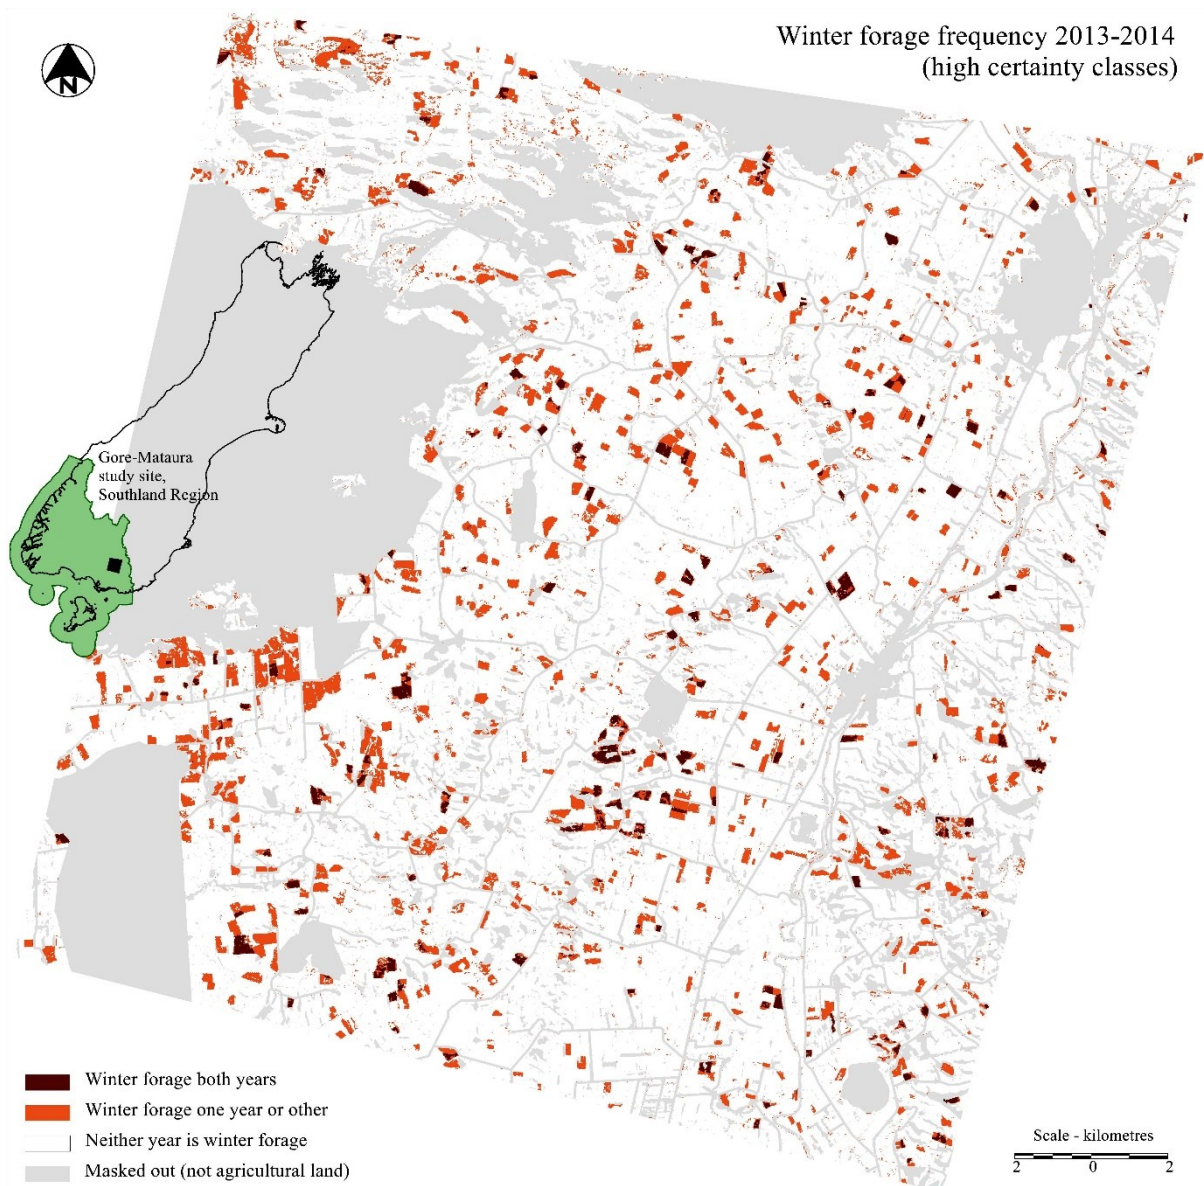 Winter forage frequency 2013-2014
(high certainty classes)
N
Gore-Mataura
study site,
Southland Region
Winter forage both years
Winter forage one year or other
Neither year is winter forage
Masked out (not agricultural land)
Scale - kilometres
2 0 2